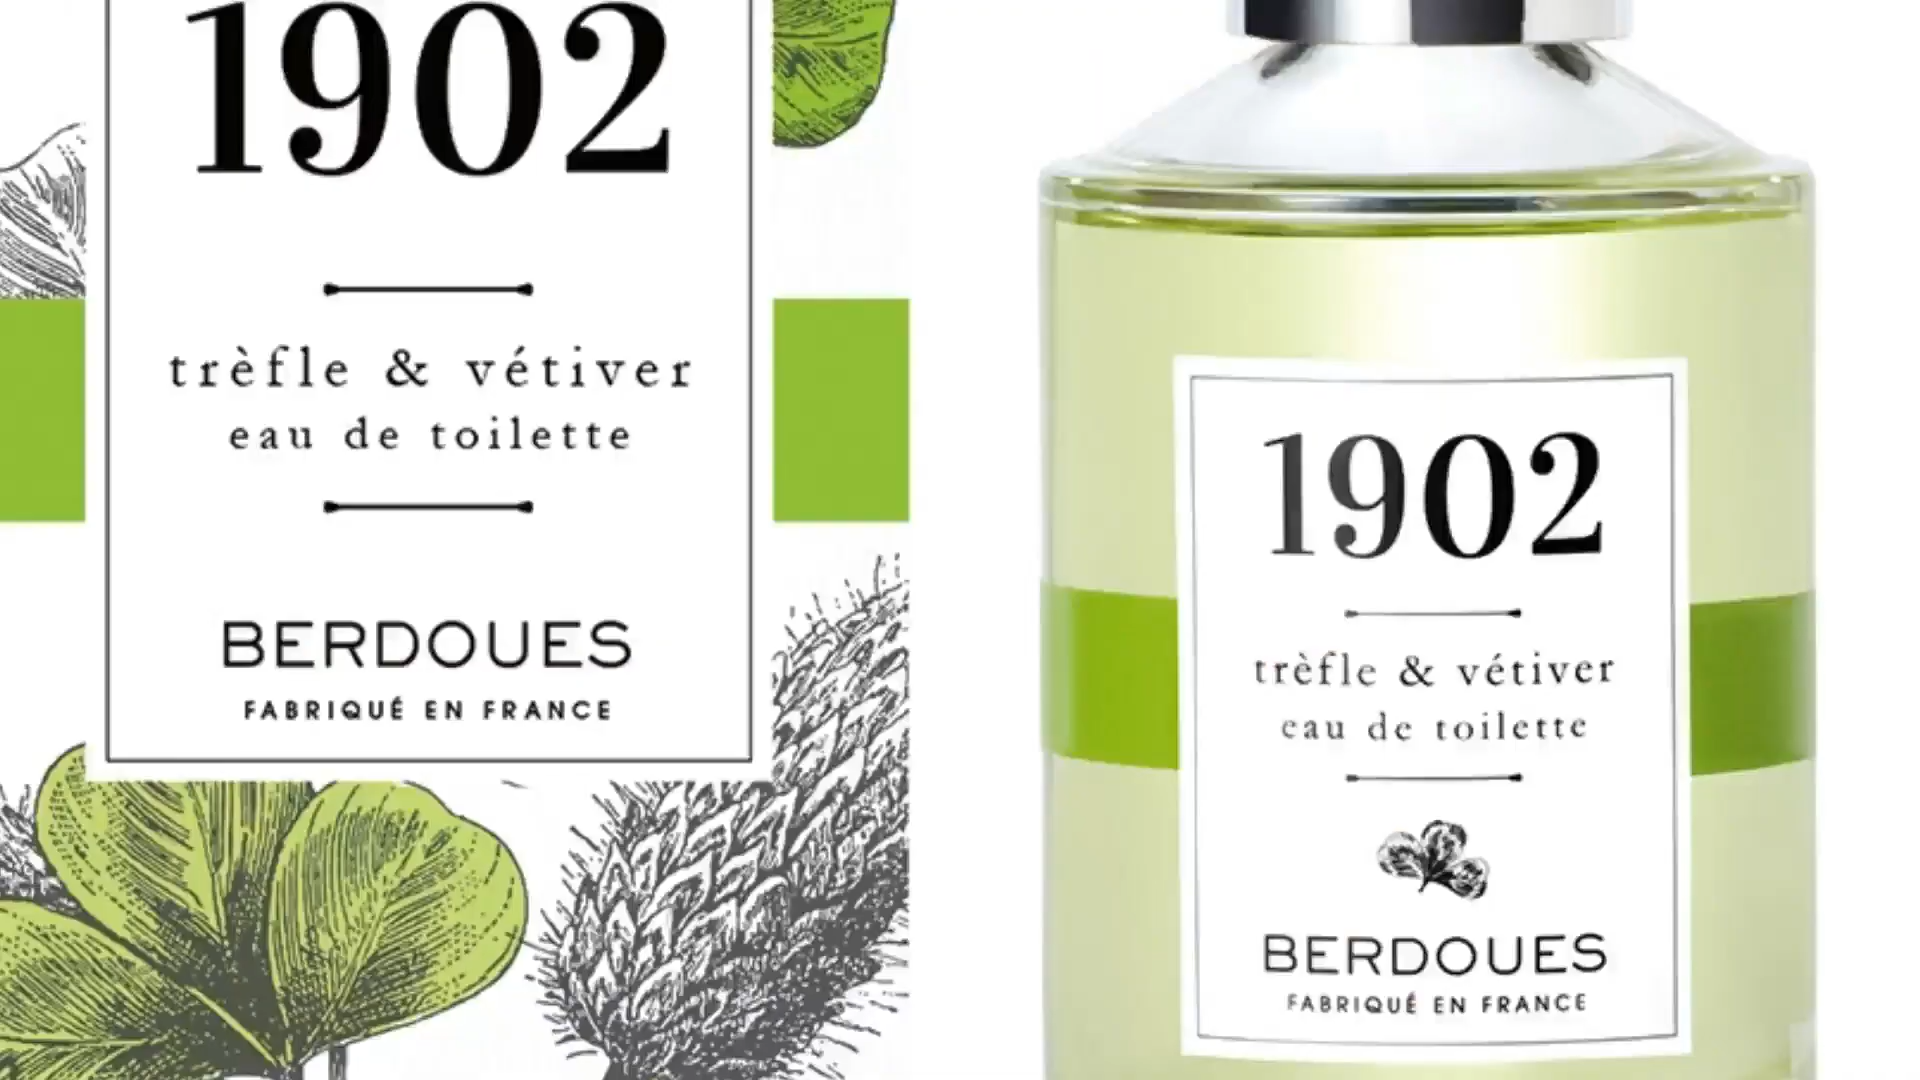 1902
trèfle & vétiver
eau de toilette
BERDOUES
FABRIQUÉ EN FRANCE
1902
trèfle & vétiver
eau de toilette
BERDOUES
FABRIQUÉ EN FRANCE